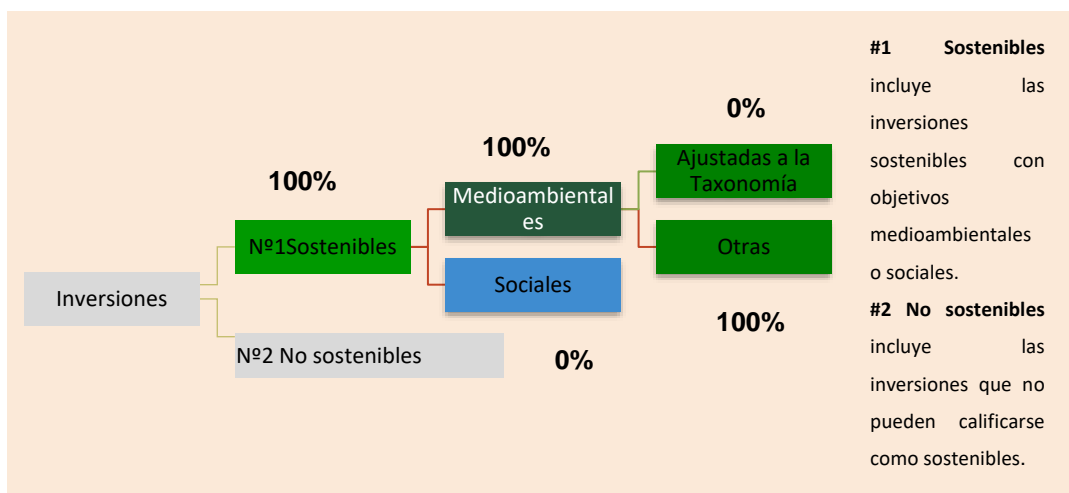 0%
100%
100%
Ajustadas a la
Taxonomía
Medioambiental
es
Nº1Sostenibles
Otras
Sociales
Inversiones
100%
Nº2 No sostenibles
0%
#1 Sostenibles
incluye las
inversiones
sostenibles con
objetivos
medioambientales
o sociales.
#2 No sostenibles
incluye las
inversiones que no
pueden calificarse
como sostenibles.